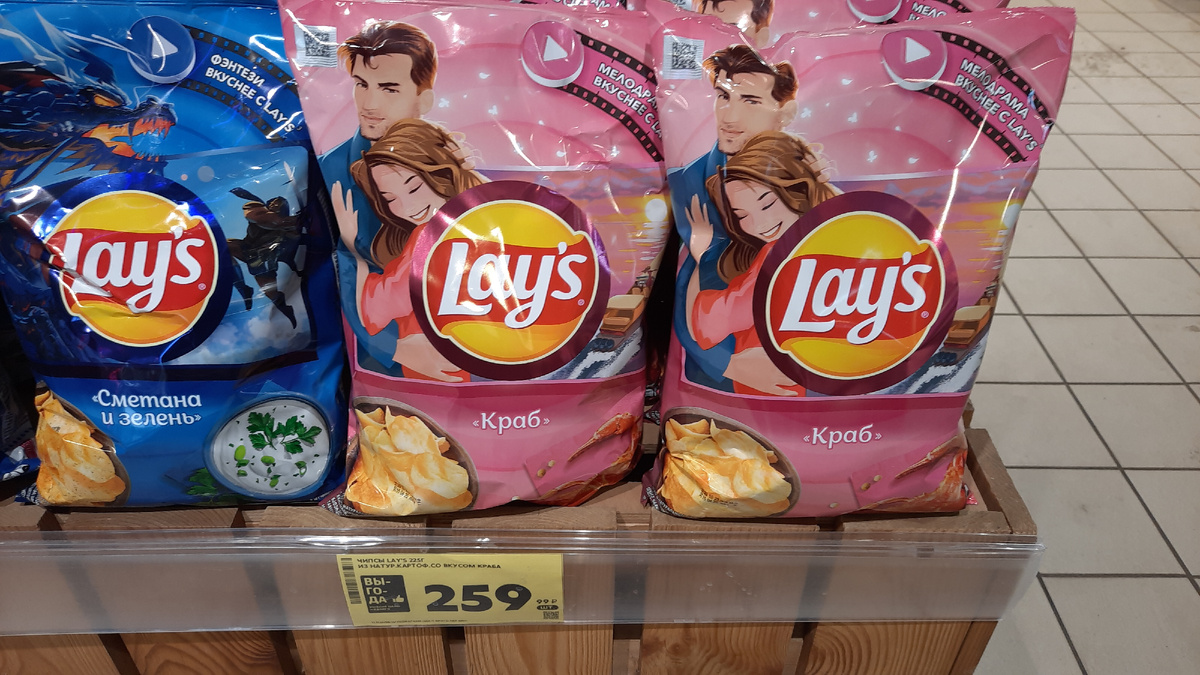 ФЭНТЕЗИ
ВКУСНЕЕ С LAY'S
Lay's
«Сметана
и зелень»
МЕЛОДРАМА
ВКУСНЕЕ С LAY'S
Lay's
«Краб»
МЕЛОДРАМА
ВКУСНЕЕ С LAY'S
Lay's
«Краб»
МЕЛО
ЧИПСЫ LAY'S 225Г
ИЗ НАТУР.КАРТОФ.СО ВКУСОМ КРАБА
ВЫ-
ГО-
ДА
259
99 ₽
ШТ